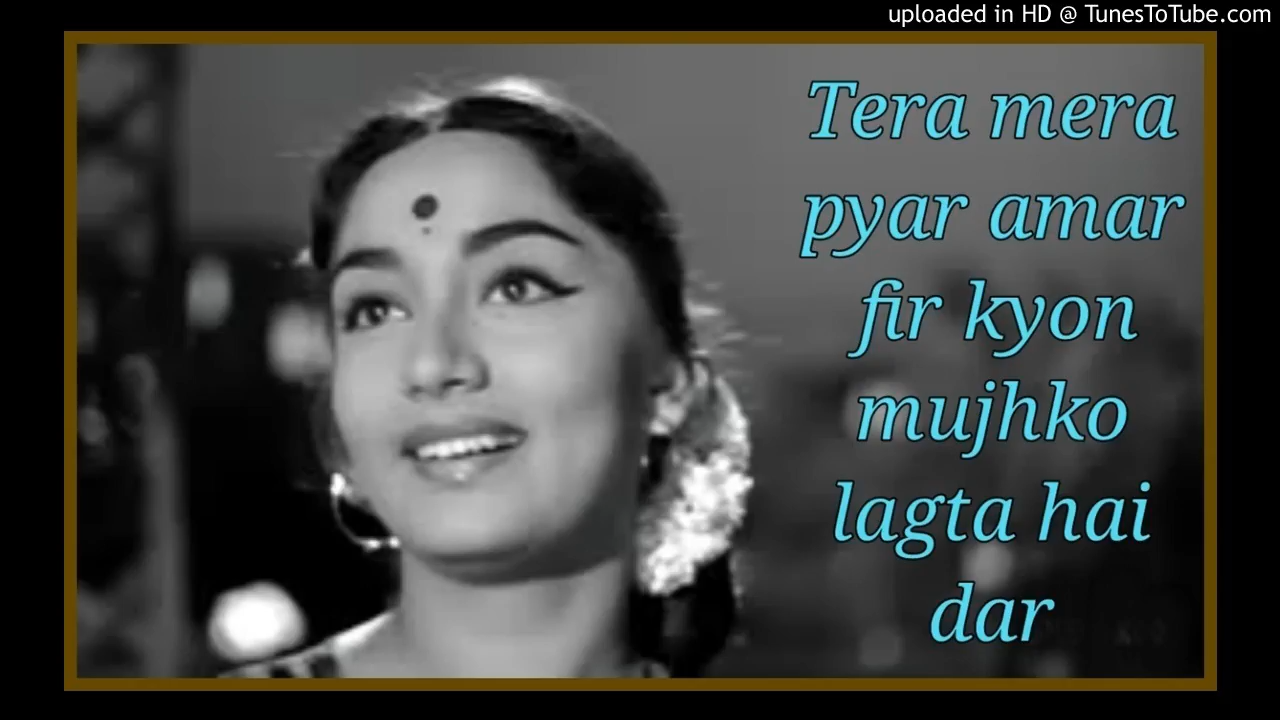 uploaded in HD @ TunesToTube.com
Tera mera
pyar amar
fir kyon
mujhko
lagta hai
dar